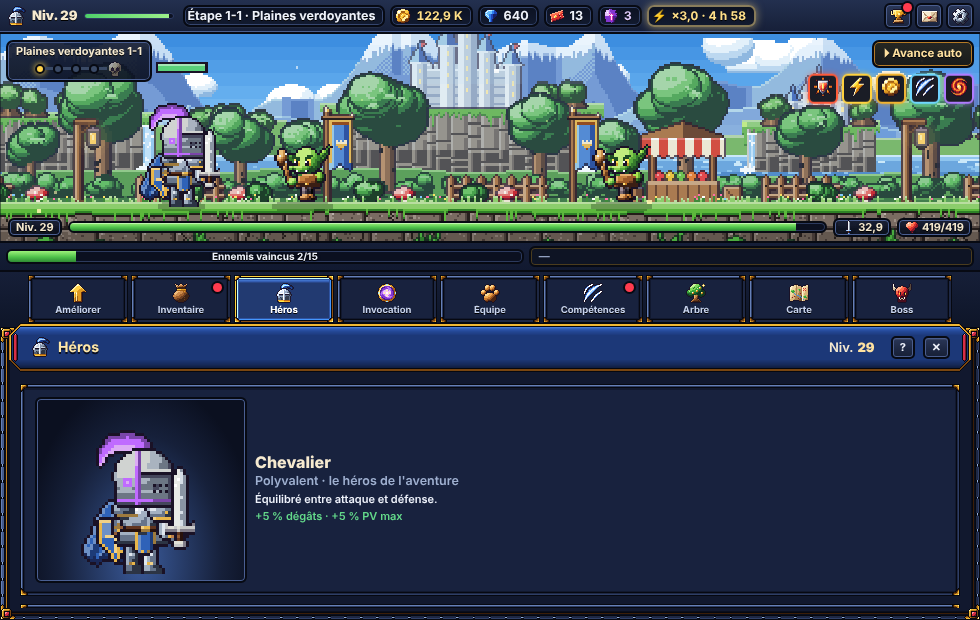 Niv. 29
Étape 1-1 · Plaines verdoyantes
122,9 K
640
13
3
×3,0 · 4 h 58
Plaines verdoyantes 1-1
Avance auto
Niv. 29
32,9
419/419
Ennemis vaincus 2/15
—
Améliorer
Inventaire
Héros
Invocation
Équipe
Compétences
Arbre
Carte
Boss
Héros
Niv. 29
?
×
Chevalier
Polyvalent · le héros de l'aventure
Équilibré entre attaque et défense.
+5 % dégâts · +5 % PV max